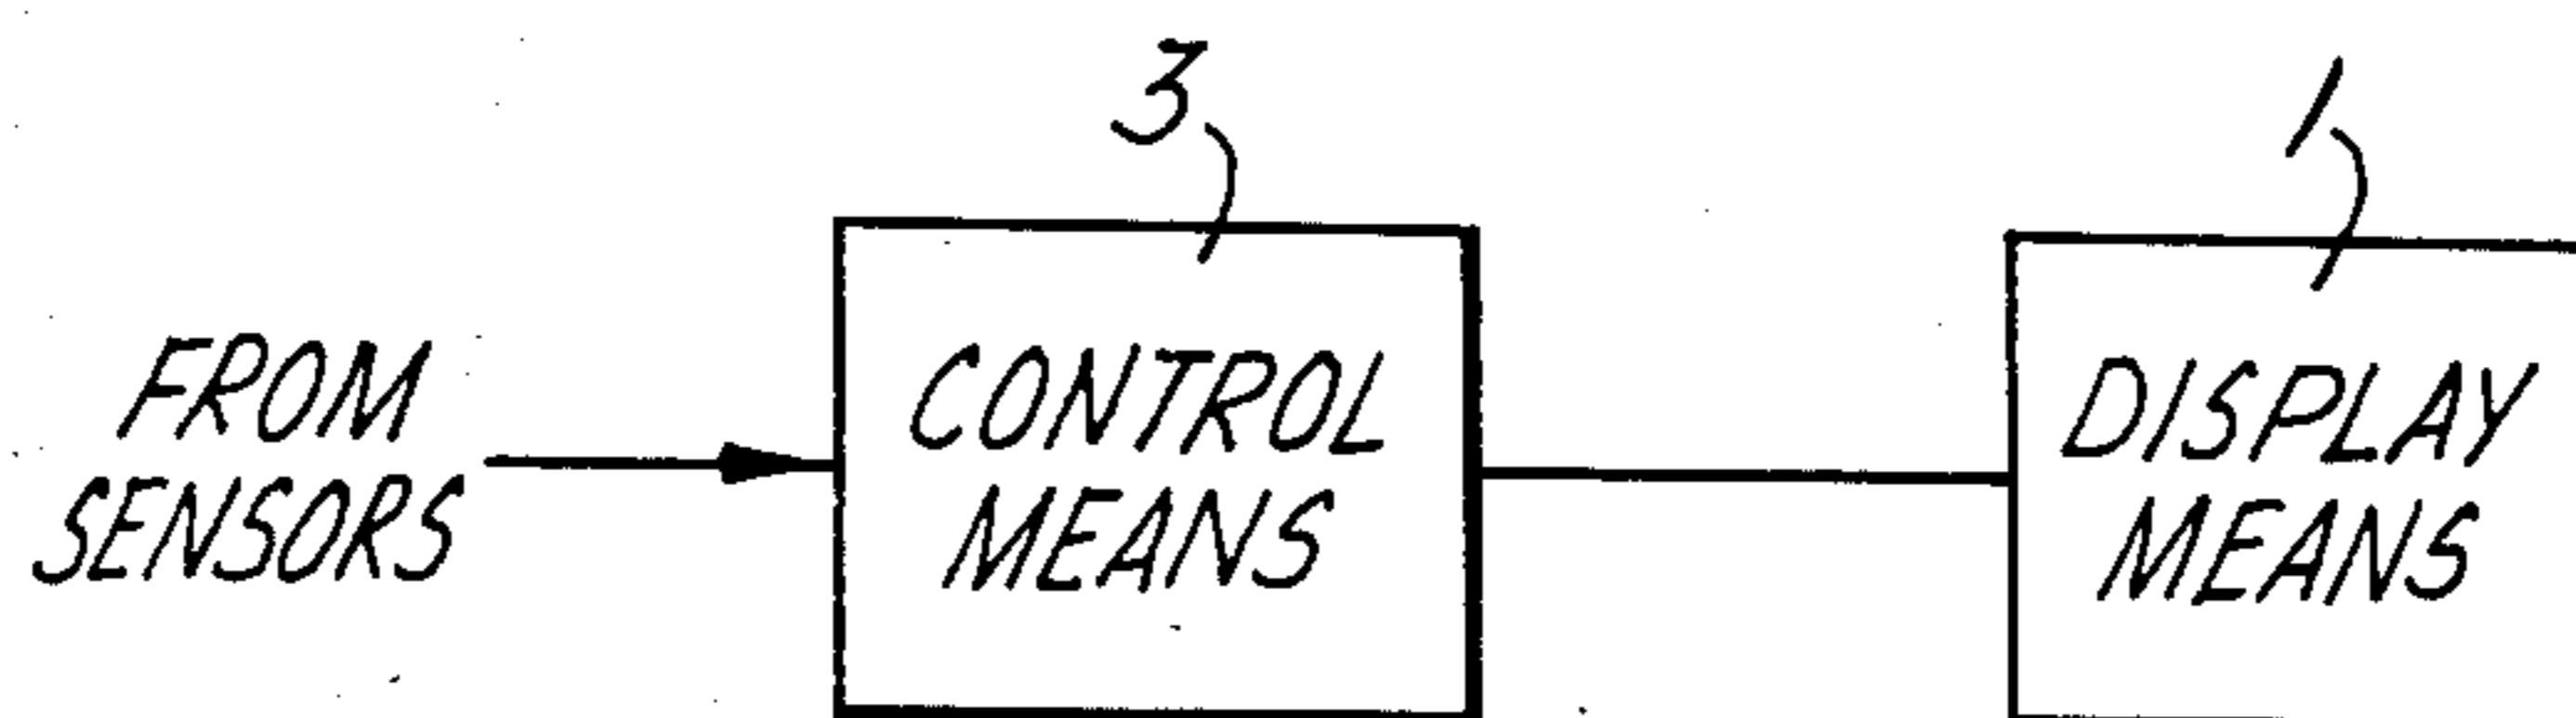 3
1
FROM
SENSORS
CONTROL
MEANS
DISPLAY
MEANS